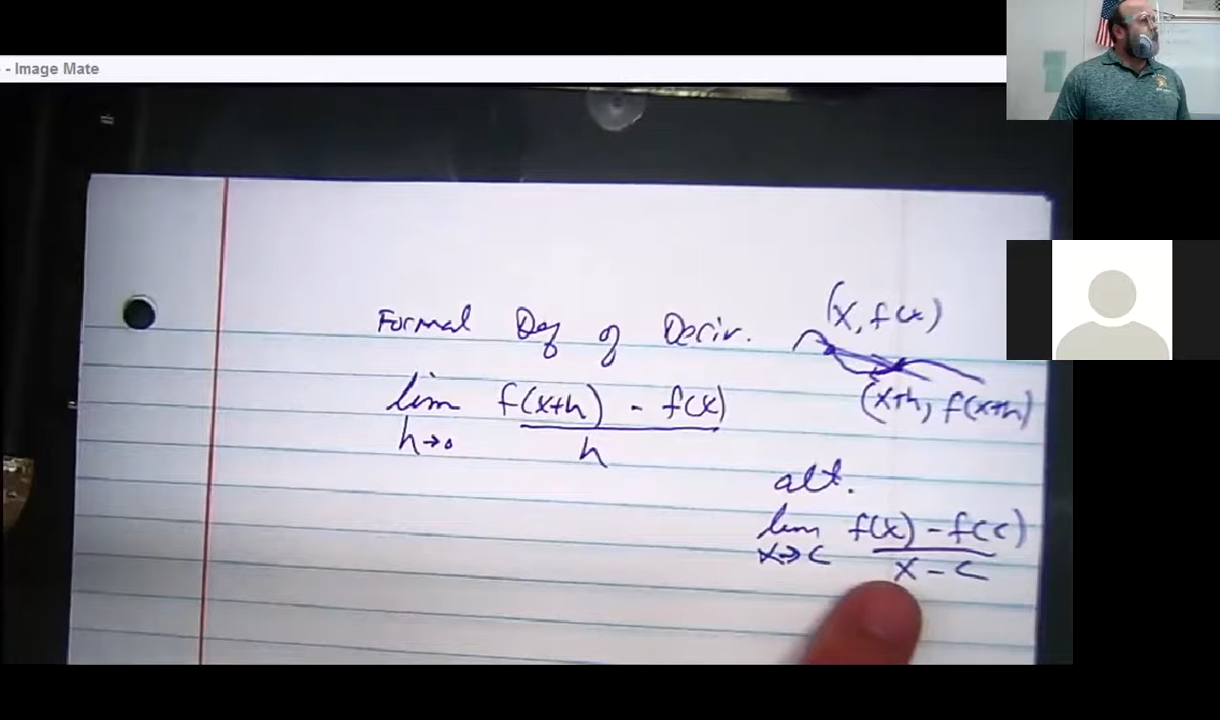 - Image Mate
Formal Def of Deriv.
(x, f(x)
(x+h, f(x+h)
lim f(x+h) - f(x)
h→0 h
alt.
lim f(x) - f(c)
x→c x - c